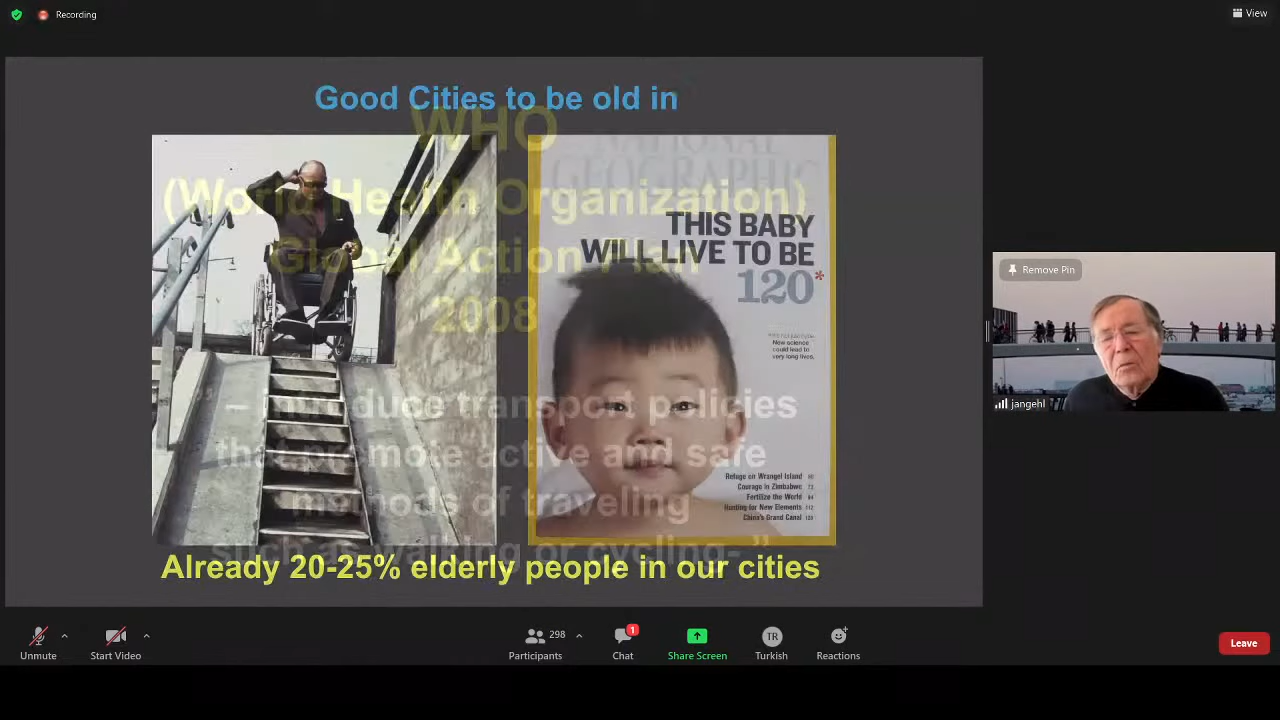 Recording
View
Good Cities to be old in
WHO
(World Health Organization)
Global Action Plan
2008
" – introduce transport policies
that promote active and safe
methods of traveling
such as walking or cycling- "
NATIONAL
GEOGRAPHIC
THIS BABY
WILL LIVE TO BE
120*
New science
could lead to
very long lives.
Refuge on Wrangel Island
Courage in Zimbabwe
Fertilize the World
Hunting for New Elements
China's Grand Canal
Already 20-25% elderly people in our cities
Remove Pin
jangehl
Unmute
Start Video
298
Participants
1
Chat
Share Screen
TR
Turkish
Reactions
Leave